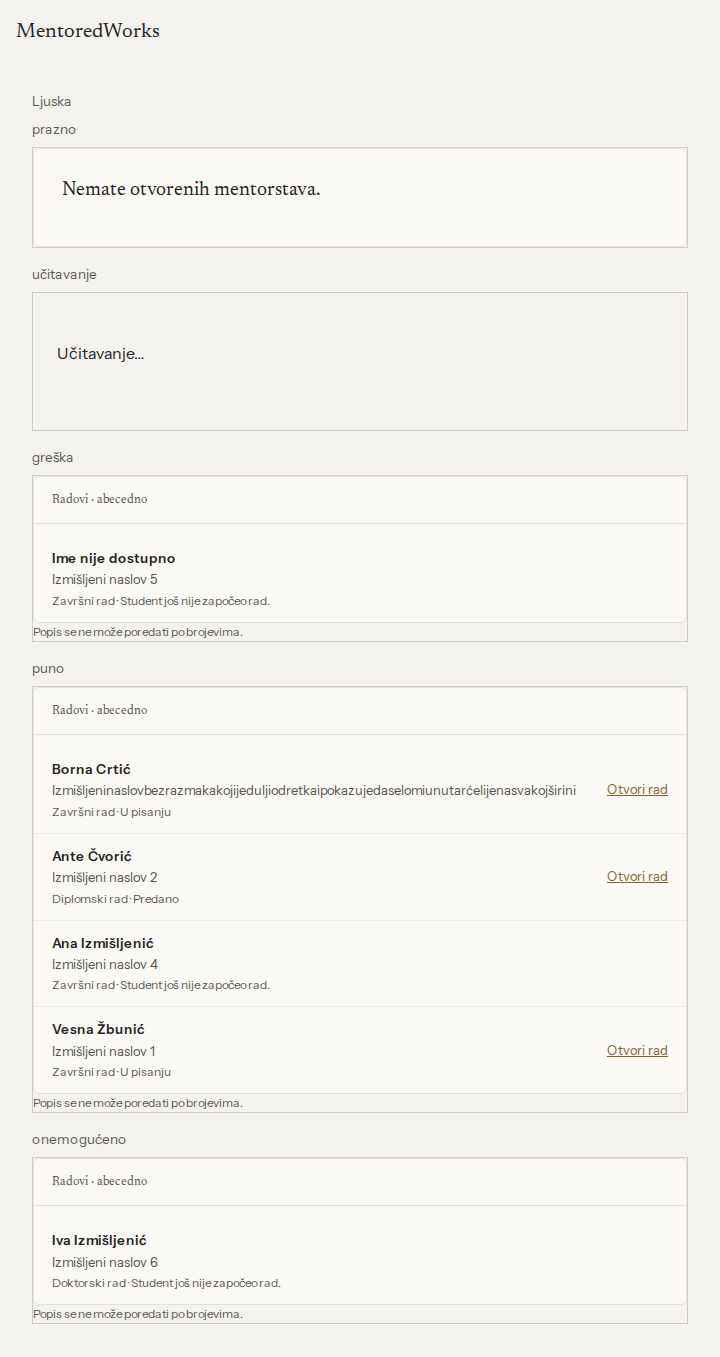 MentoredWorks
Ljuska
prazno
Nemate otvorenih mentorstava.
učitavanje
Učitavanje…
greška
Radovi · abecedno
Ime nije dostupno
Izmišljeni naslov 5
Završni rad · Student još nije započeo rad.
Popis se ne može poredati po brojevima.
puno
Radovi · abecedno
Borna Crtić
Izmišljeninaslovbezrazmakakojijeduljiodretkaipokazujedaselomiunutarćelijenasvakojširini
Otvori rad
Završni rad · U pisanju
Ante Čvorić
Izmišljeni naslov 2
Otvori rad
Diplomski rad · Predano
Ana Izmišljenić
Izmišljeni naslov 4
Završni rad · Student još nije započeo rad.
Vesna Žbunić
Izmišljeni naslov 1
Otvori rad
Završni rad · U pisanju
Popis se ne može poredati po brojevima.
onemogućeno
Radovi · abecedno
Iva Izmišljenić
Izmišljeni naslov 6
Doktorski rad · Student još nije započeo rad.
Popis se ne može poredati po brojevima.